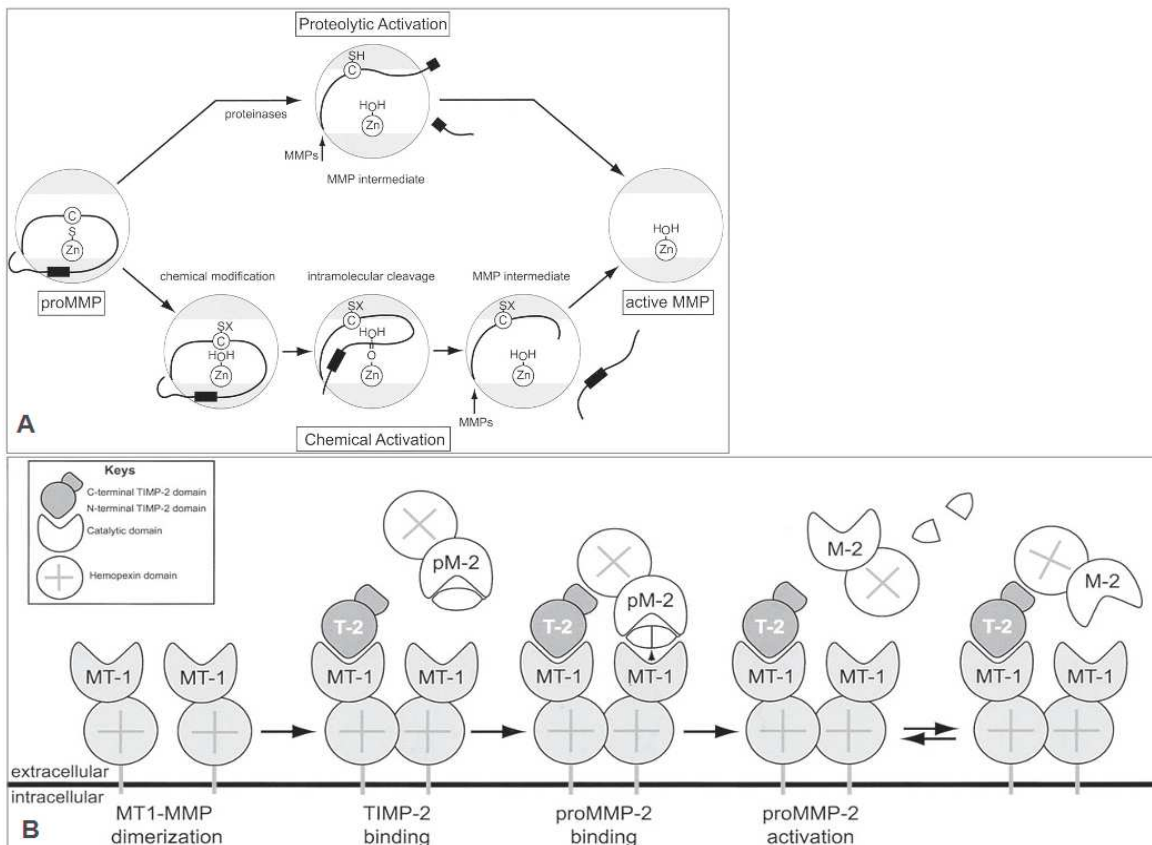 Proteolytic Activation
SH
C
proteinases
HOH
Zn
MMPs
MMP intermediate
C
S
Zn
proMMP
HOH
Zn
active MMP
chemical modification
intramolecular cleavage
MMP intermediate
SX
C
HOH
Zn
SX
C
HOH
O
Zn
SX
C
HOH
Zn
MMPs
Chemical Activation
A
Keys
C-terminal TIMP-2 domain
N-terminal TIMP-2 domain
Catalytic domain
Hemopexin domain
pM-2
pM-2
M-2
M-2
T-2
T-2
T-2
T-2
MT-1
MT-1
MT-1
MT-1
MT-1
MT-1
MT-1
MT-1
MT-1
MT-1
extracellular
intracellular
MT1-MMP
dimerization
TIMP-2
binding
proMMP-2
binding
proMMP-2
activation
B